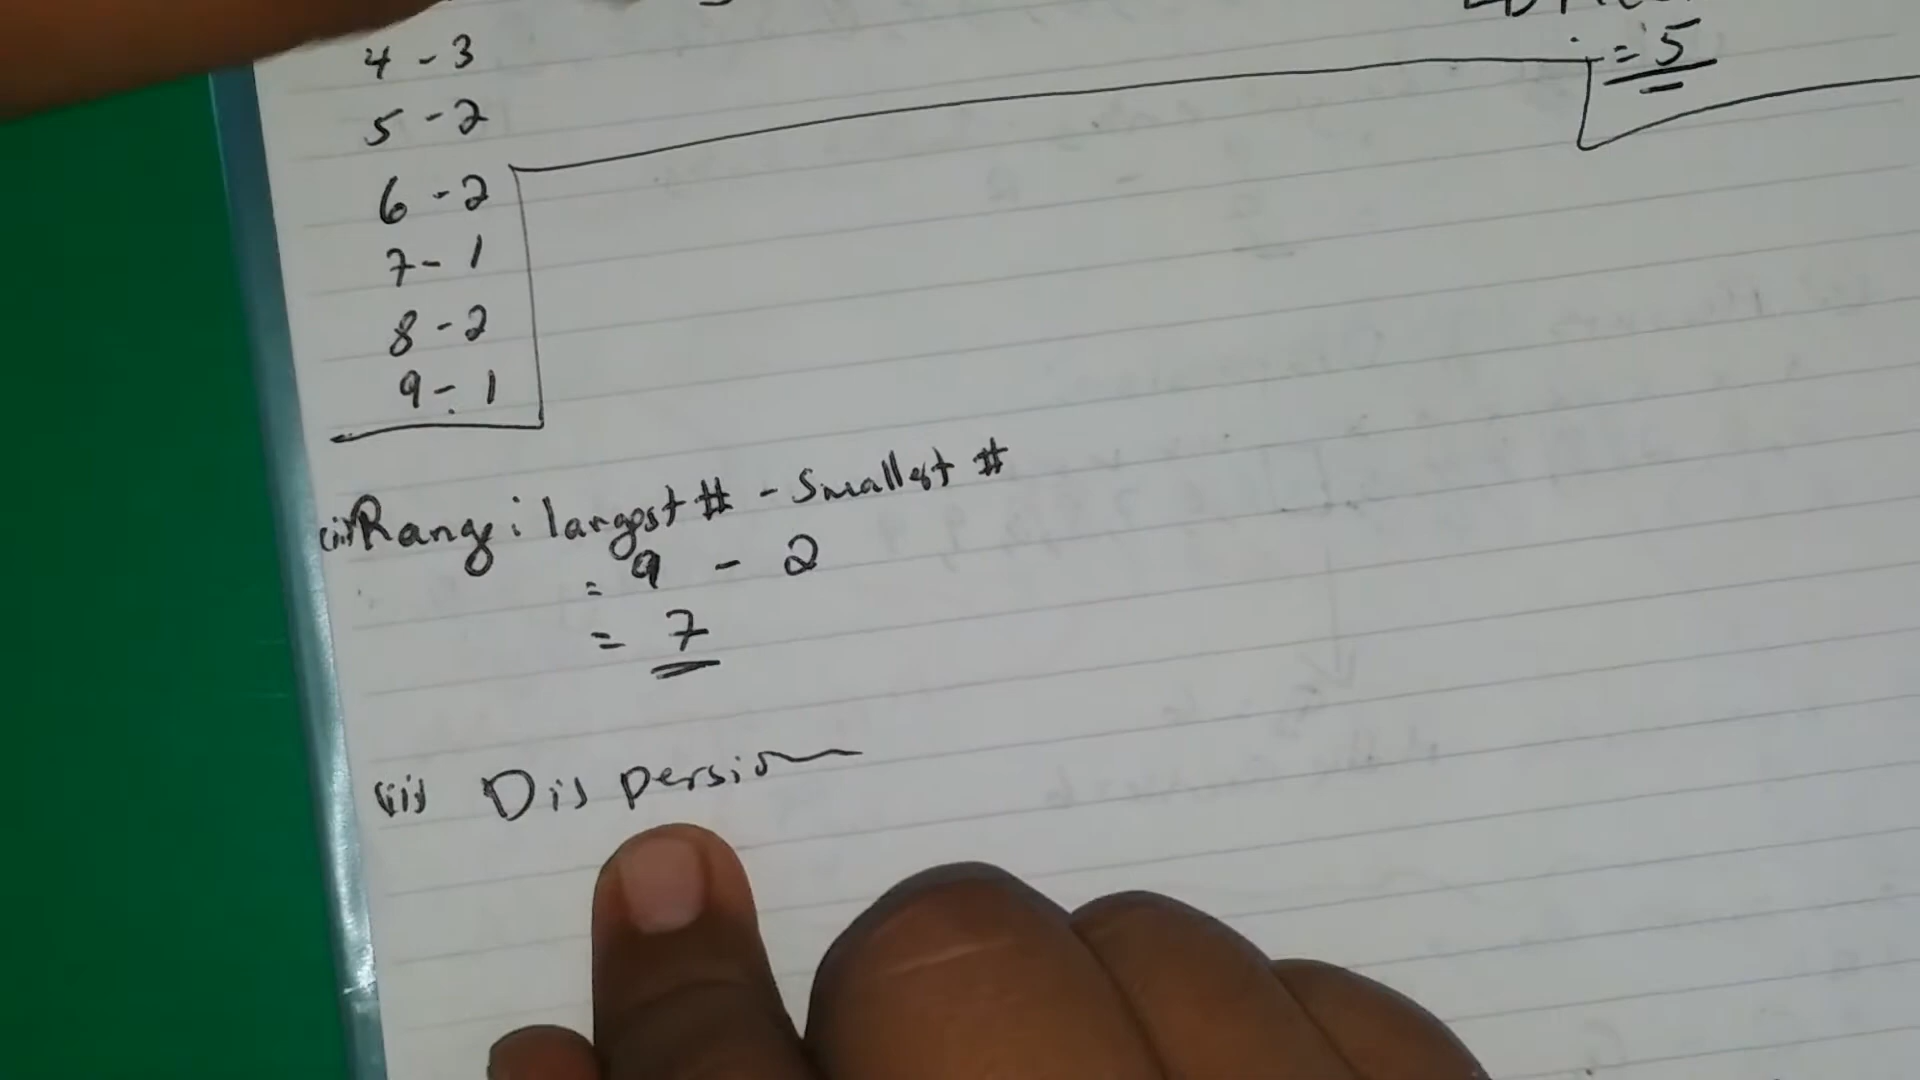 = 5
4 - 3
5 - 2
6 - 2
7 - 1
8 - 2
9 - 1
(ii) Range: largest # - Smallest #
= 9 - 2
= 7
(iii) Dispersion